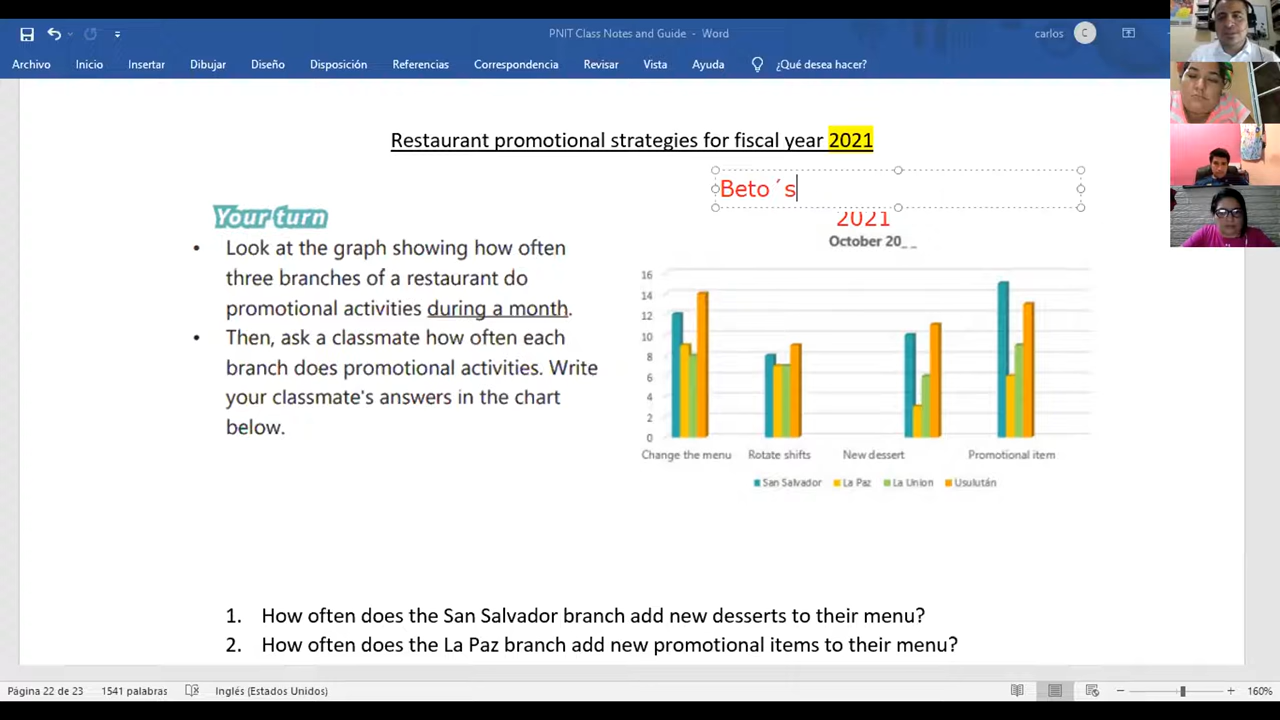 PNIT Class Notes and Guide - Word
carlos
C
Archivo
Inicio
Insertar
Dibujar
Diseño
Disposición
Referencias
Correspondencia
Revisar
Vista
Ayuda
¿Qué desea hacer?
Restaurant promotional strategies for fiscal year 2021
Beto´s
2021
October 20_ _
Your turn
• Look at the graph showing how often
three branches of a restaurant do
promotional activities during a month.
• Then, ask a classmate how often each
branch does promotional activities. Write
your classmate's answers in the chart
below.
16
14
12
10
8
6
4
2
0
Change the menu
Rotate shifts
New dessert
Promotional item
San Salvador
La Paz
La Union
Usulután
1. How often does the San Salvador branch add new desserts to their menu?
2. How often does the La Paz branch add new promotional items to their menu?
Página 22 de 23
1541 palabras
Inglés (Estados Unidos)
160%